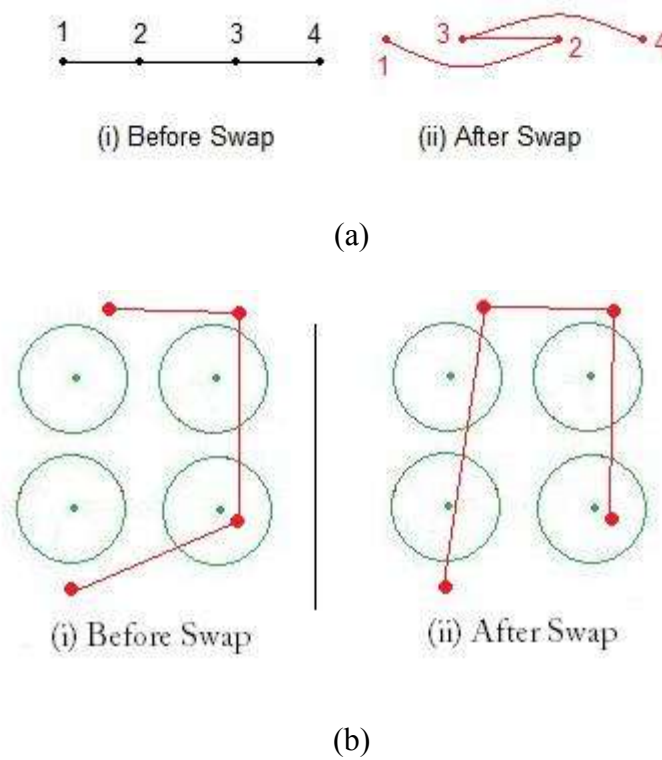 1 2 3 4
3 4
1 2
(i) Before Swap (ii) After Swap
(a)
(i) Before Swap (ii) After Swap
(b)